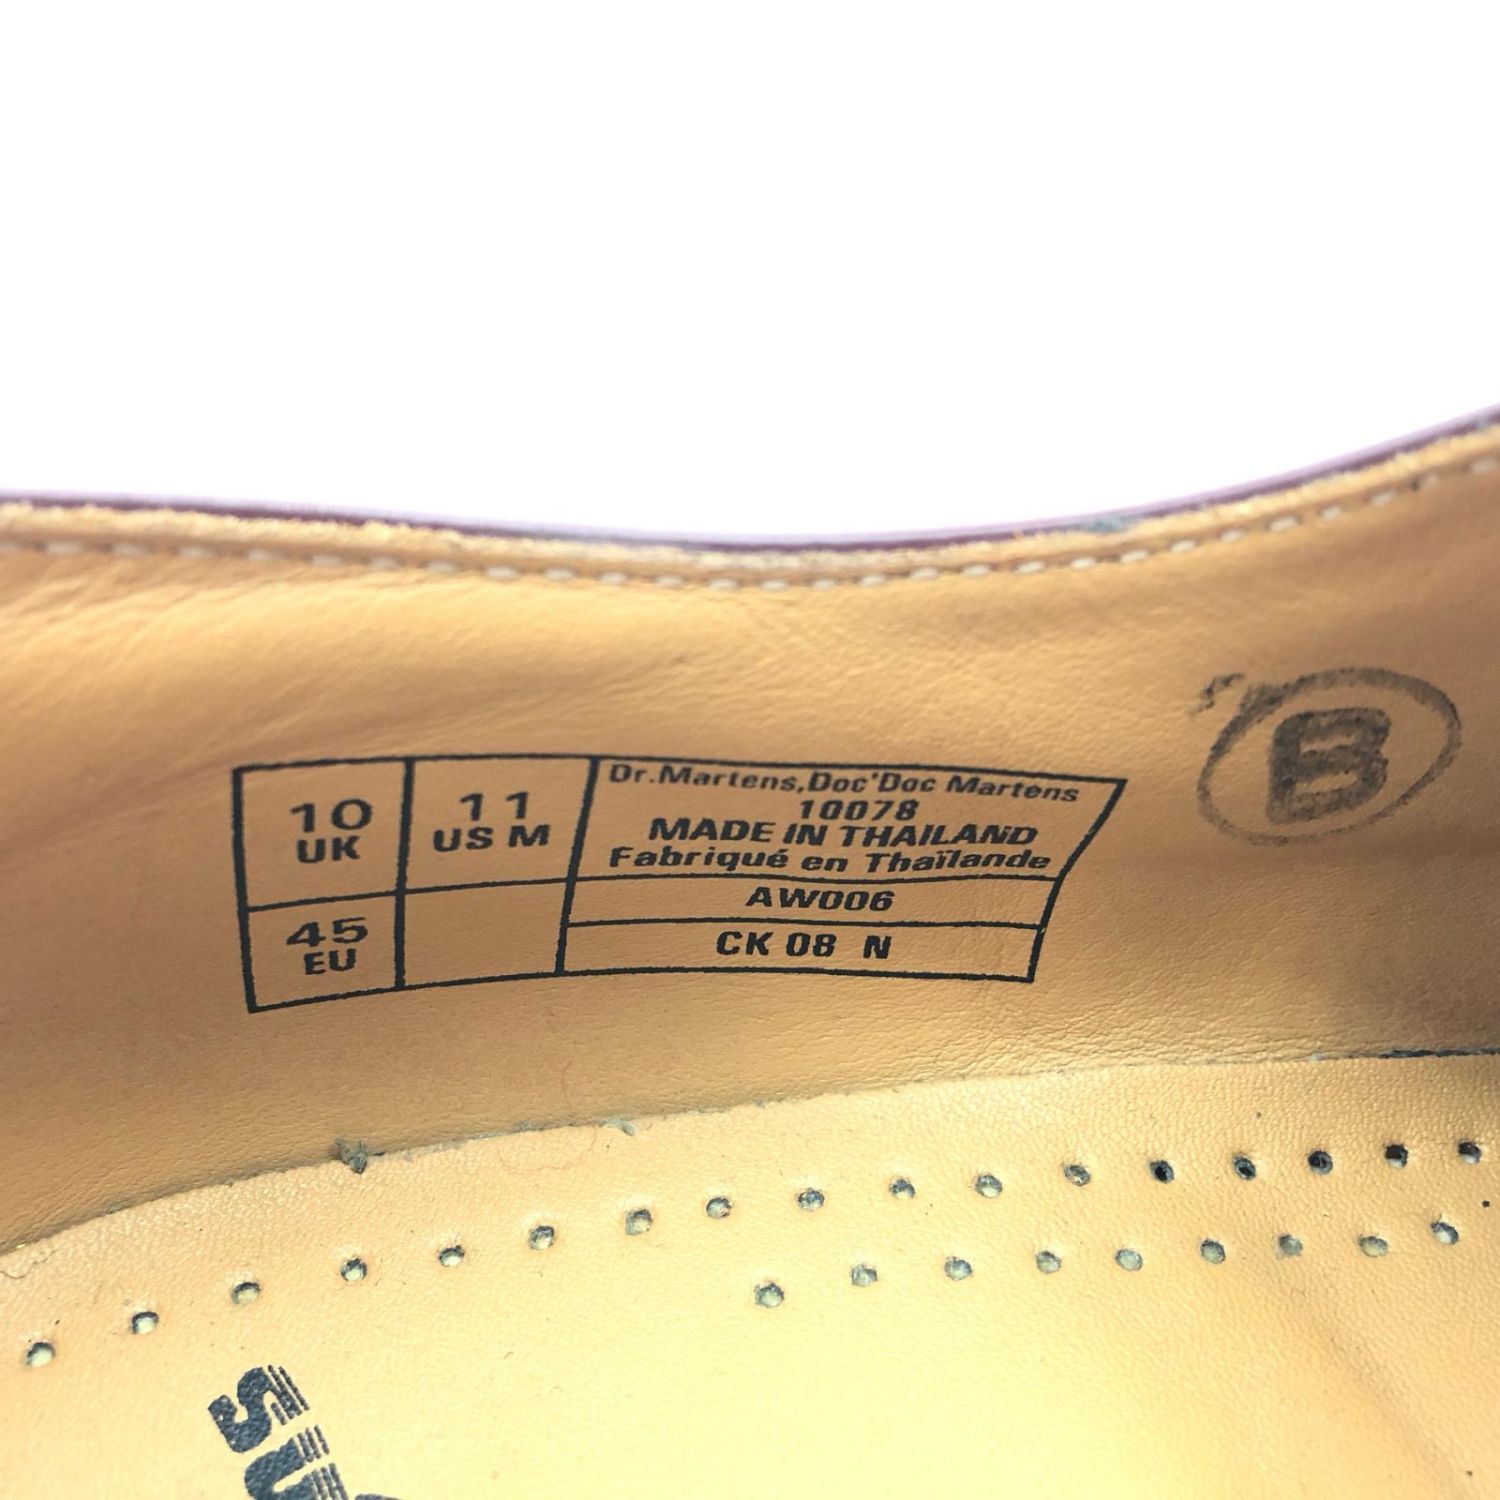 10
UK
11
US M
45
EU
Dr.Martens,Doc'Doc Martens
10078
MADE IN THAILAND
Fabriqué en Thaïlande
AW006
CK 08 N
B